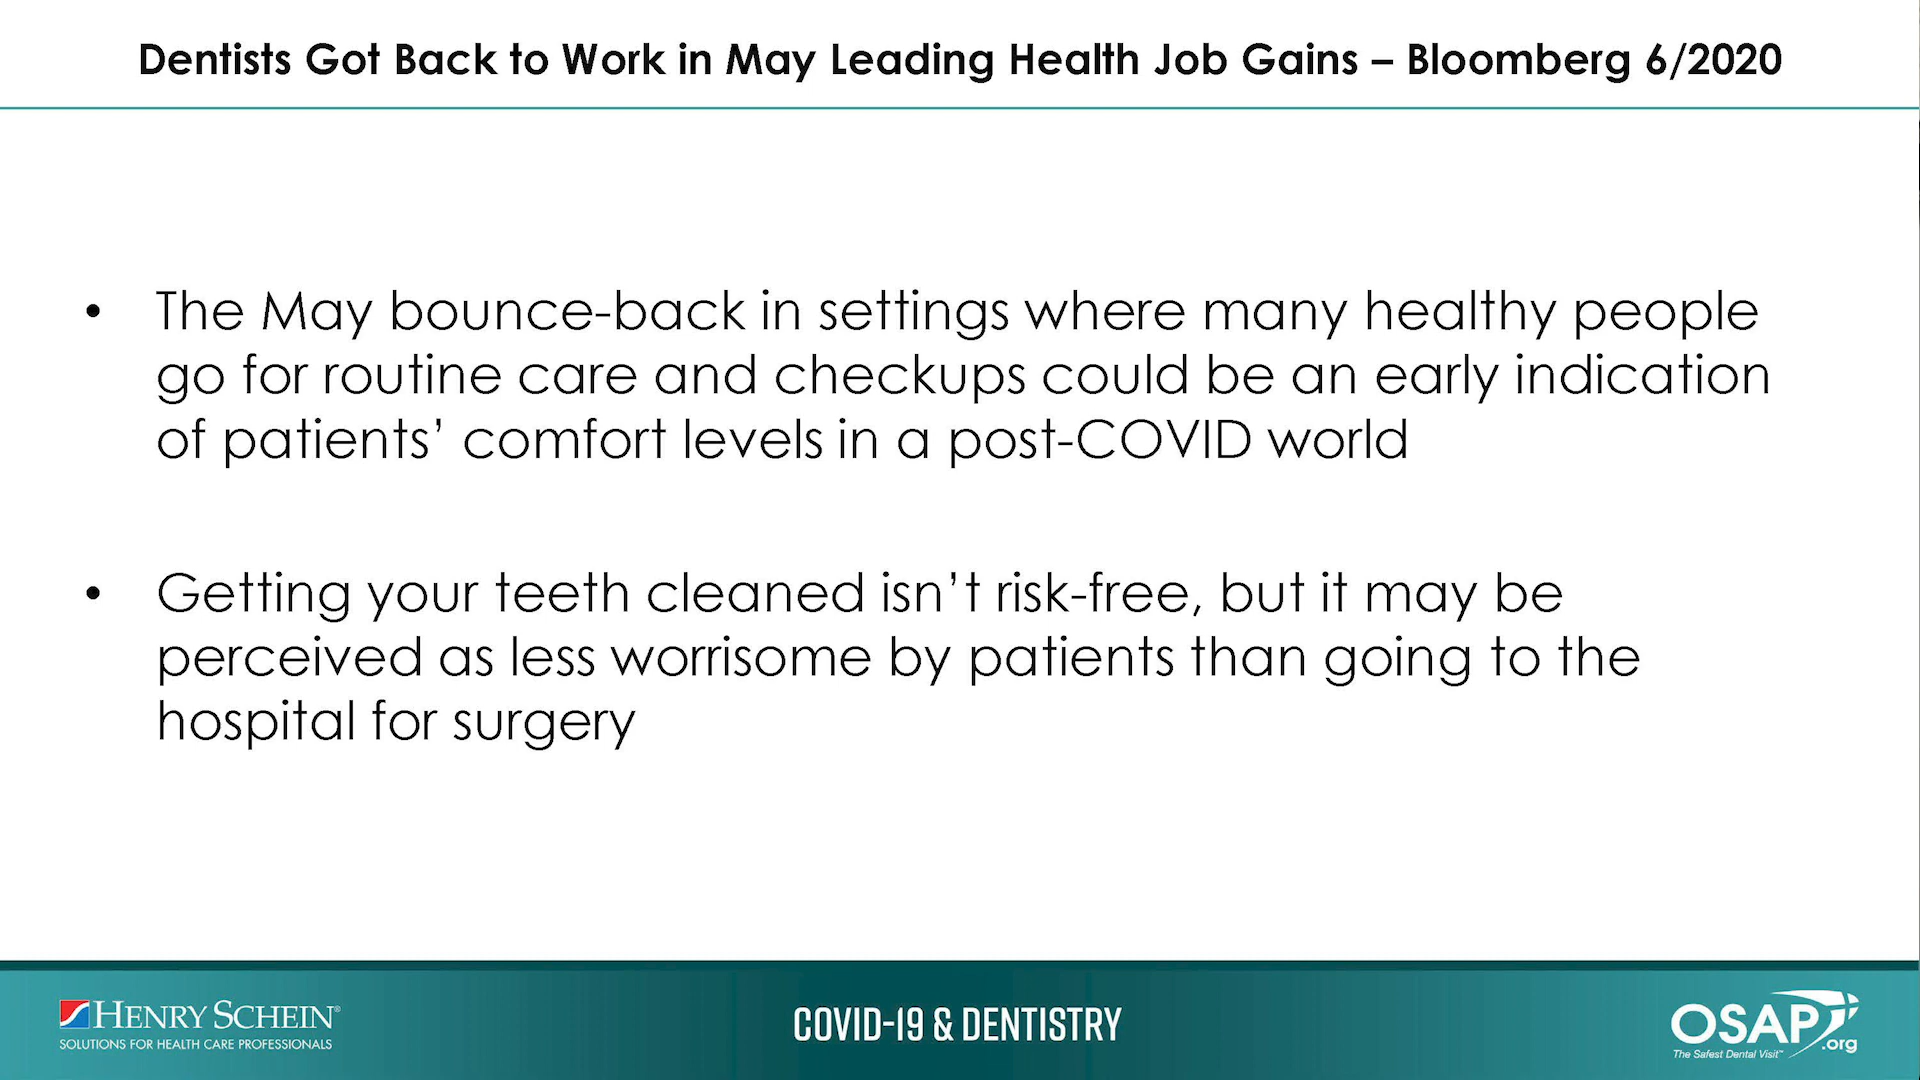 Dentists Got Back to Work in May Leading Health Job Gains – Bloomberg 6/2020
• The May bounce-back in settings where many healthy people
go for routine care and checkups could be an early indication
of patients’ comfort levels in a post-COVID world
• Getting your teeth cleaned isn’t risk-free, but it may be
perceived as less worrisome by patients than going to the
hospital for surgery
HENRY SCHEIN®
SOLUTIONS FOR HEALTH CARE PROFESSIONALS
COVID-19 & DENTISTRY
OSAP
.org
The Safest Dental Visit™